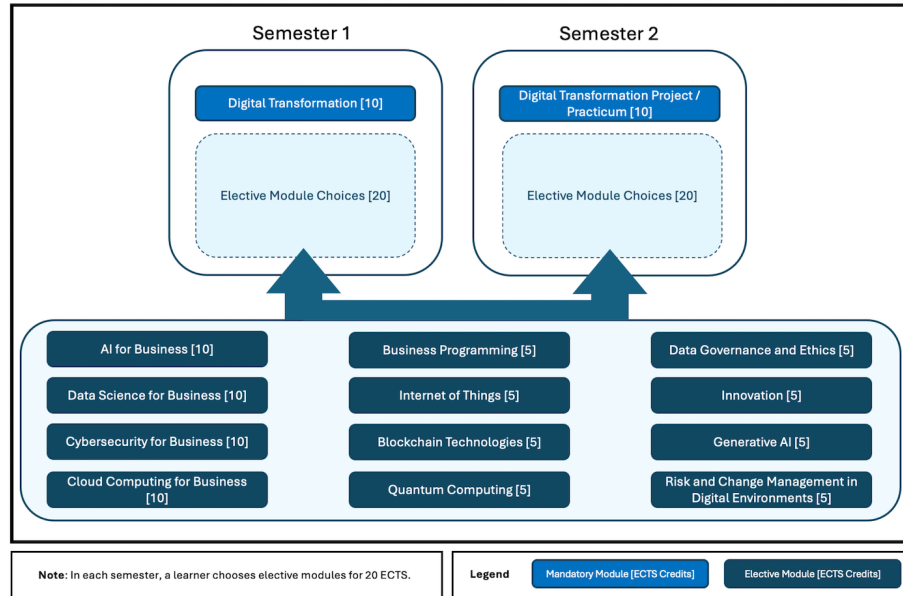 Semester 1
Semester 2
Digital Transformation [10]
Digital Transformation Project /
Practicum [10]
Elective Module Choices [20]
Elective Module Choices [20]
AI for Business [10]
Business Programming [5]
Data Governance and Ethics [5]
Data Science for Business [10]
Internet of Things [5]
Innovation [5]
Cybersecurity for Business [10]
Blockchain Technologies [5]
Generative AI [5]
Cloud Computing for Business
[10]
Quantum Computing [5]
Risk and Change Management in
Digital Environments [5]
Note: In each semester, a learner chooses elective modules for 20 ECTS.
Legend
Mandatory Module [ECTS Credits]
Elective Module [ECTS Credits]